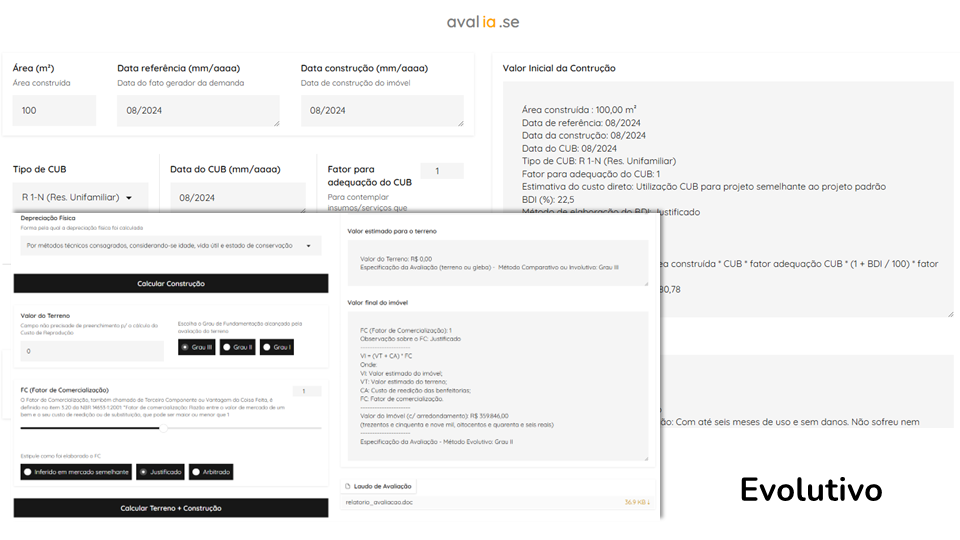 avalia.se
Área (m²)
Área construída
100
Data referência (mm/aaaa)
Data do fato gerador da demanda
08/2024
Data construção (mm/aaaa)
Data de construção do imóvel
08/2024
Tipo de CUB
R 1-N (Res. Unifamiliar)
Data do CUB (mm/aaaa)
08/2024
Fator para
adequação do CUB
1
Para contemplar
insumos/serviços que
Valor Inicial da Contrução
Área construída : 100,00 m²
Data de referência: 08/2024
Data da construção: 08/2024
Data do CUB: 08/2024
Tipo de CUB: R 1-N (Res. Unifamiliar)
Fator para adequação do CUB: 1
Estimativa do custo direto: Utilização CUB para projeto semelhante ao projeto padrão
BDI (%): 22,5
Método de elaboração do BDI: Justificado
ea construída * CUB * fator adequação CUB * (1 + BDI / 100) * fator
80,78
ão: Com até seis meses de uso e sem danos. Não sofreu nem
Depreciação Física
Forma pela qual a depreciação física foi calculada
Por métodos técnicos consagrados, considerando-se idade, vida útil e estado de conservação
Calcular Construção
Valor do Terreno
Campo não precisade de preenchimento p/ o cálculo do
Custo de Reprodução
0
Escolha o Grau de Fundamentação alcançado pela
avaliação do terreno
Grau III
Grau II
Grau I
FC (Fator de Comercialização)
1
O Fator de Comercialização, também chamado de Terceiro Componente ou Vantagem da Coisa Feita, é
definido no item 3.20 da NBR 14653-1:2001: "Fator de comercialização: Razão entre o valor de mercado de um
bem e o seu custo de reedição ou de substituição, que pode ser maior ou menor que 1
Estipule como foi elaborado o FC
Inferido em mercado semelhante
Justificado
Arbitrado
Calcular Terreno + Construção
Valor estimado para o terreno
Valor do Terreno: R$ 0,00
Especificação da Avaliação (terreno ou gleba) - Método Comparativo ou Involutivo: Grau III
Valor final do imóvel
FC (Fator de Comercialização): 1
Observação sobre o FC: Justificado
VI = (VT + CA) * FC
Onde:
VI: Valor estimado do imóvel;
VT: Valor estimado do terreno;
CA: Custo de reedição das benfeitorias;
FC: Fator de comercialização.
Valor do Imóvel (c/ arredondamento): R$ 359.846,00
(trezentos e cinquenta e nove mil, oitocentos e quarenta e seis reais)
Especificação da Avaliação - Método Evolutivo: Grau II
Laudo de Avaliação
relatorio_avaliacao.doc
36.9 KB ↓
Evolutivo